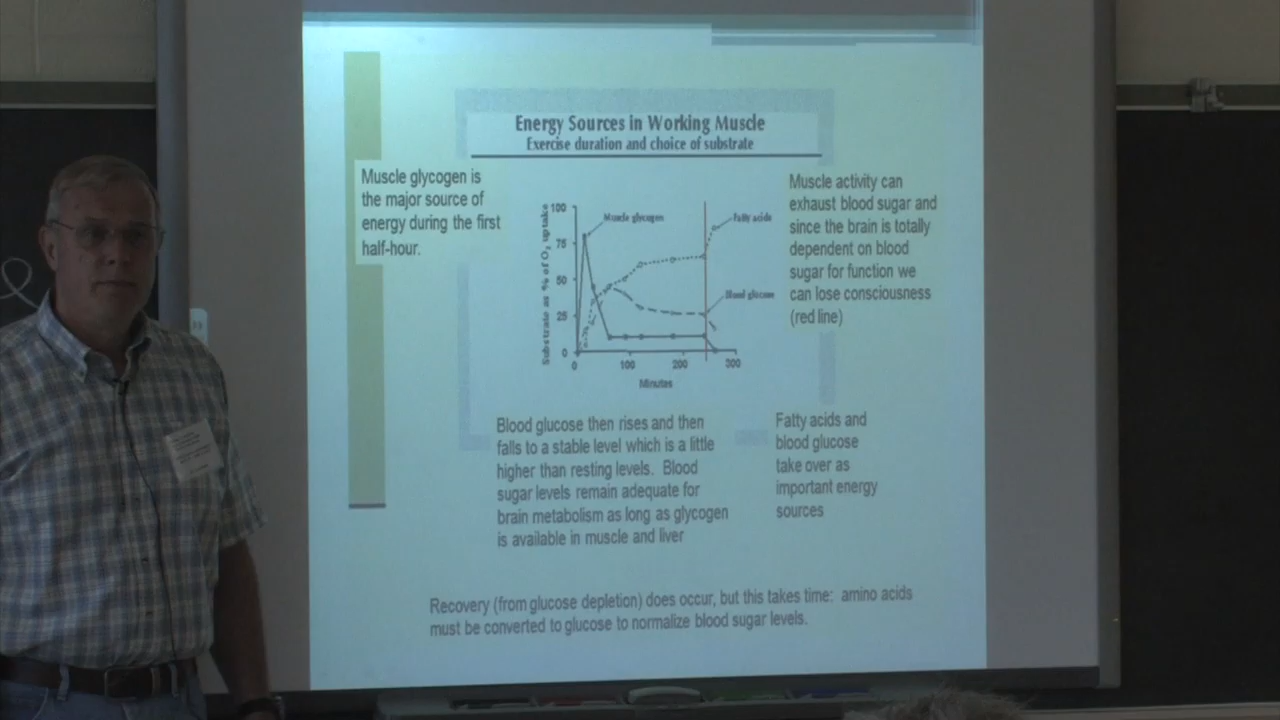 Energy Sources in Working Muscle
Exercise duration and choice of substrate
Muscle glycogen is
the major source of
energy during the first
half-hour.
Muscle activity can
exhaust blood sugar and
since the brain is totally
dependent on blood
sugar for function we
can lose consciousness
(red line)
Substrate as % of O2 uptake
100
75
50
25
0
Muscle glycogen
Fatty acids
Blood glucose
0
100
200
300
Minutes
Blood glucose then rises and then
falls to a stable level which is a little
higher than resting levels. Blood
sugar levels remain adequate for
brain metabolism as long as glycogen
is available in muscle and liver
Fatty acids and
blood glucose
take over as
important energy
sources
Recovery (from glucose depletion) does occur, but this takes time: amino acids
must be converted to glucose to normalize blood sugar levels.